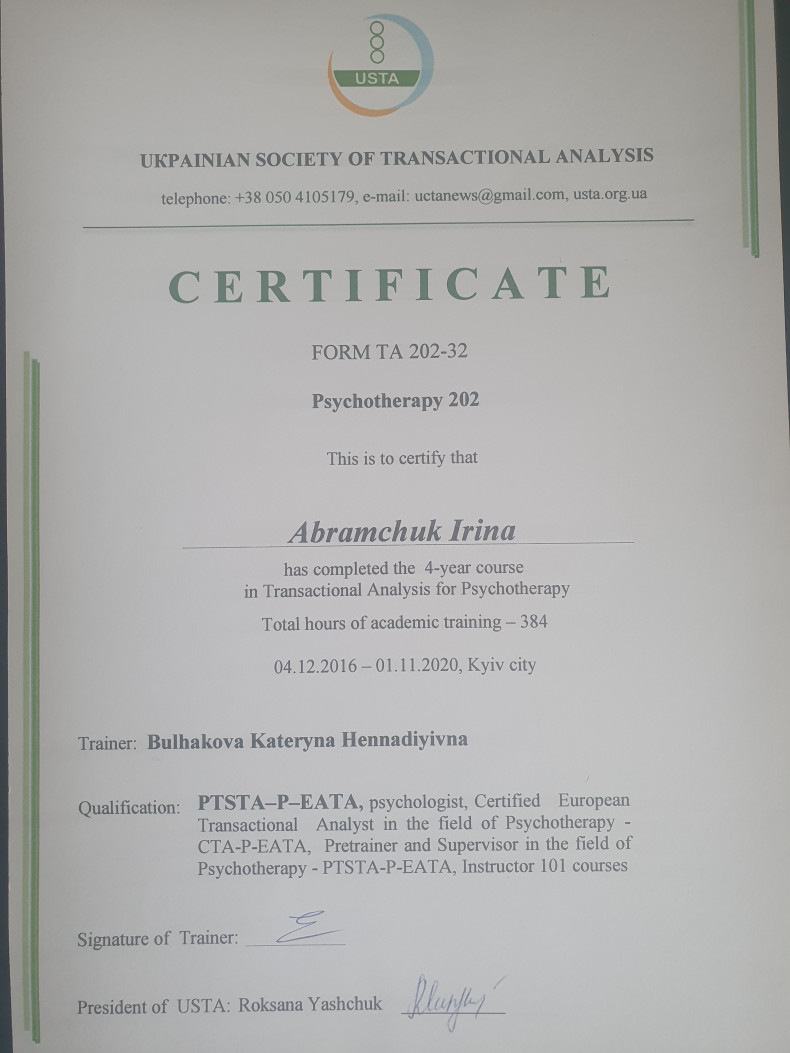 USTA
UKPAINIAN SOCIETY OF TRANSACTIONAL ANALYSIS
telephone: +38 050 4105179, e-mail: uctanews@gmail.com, usta.org.ua
CERTIFICATE
FORM TA 202-32
Psychotherapy 202
This is to certify that
Abramchuk Irina
has completed the 4-year course
in Transactional Analysis for Psychotherapy
Total hours of academic training – 384
04.12.2016 – 01.11.2020, Kyiv city
Trainer: Bulhakova Kateryna Hennadiyivna
Qualification: PTSTA–P–EATA, psychologist, Certified European
Transactional Analyst in the field of Psychotherapy -
CTA-P-EATA, Pretrainer and Supervisor in the field of
Psychotherapy - PTSTA-P-EATA, Instructor 101 courses
Signature of Trainer:
President of USTA: Roksana Yashchuk